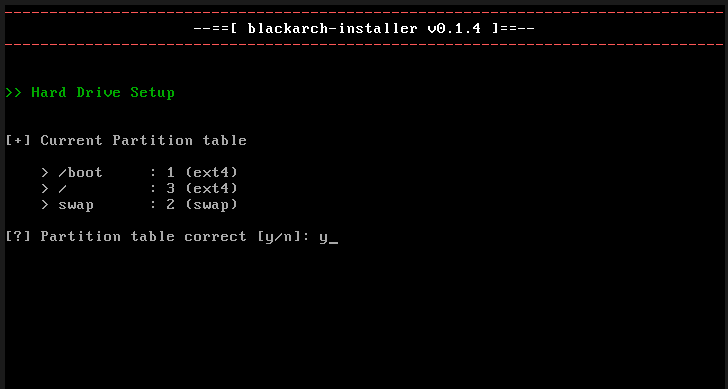 --==[ blackarch-installer v0.1.4 ]==--
>> Hard Drive Setup
[+] Current Partition table
> /boot : 1 (ext4)
> / : 3 (ext4)
> swap : 2 (swap)
[?] Partition table correct [y/n]: y_